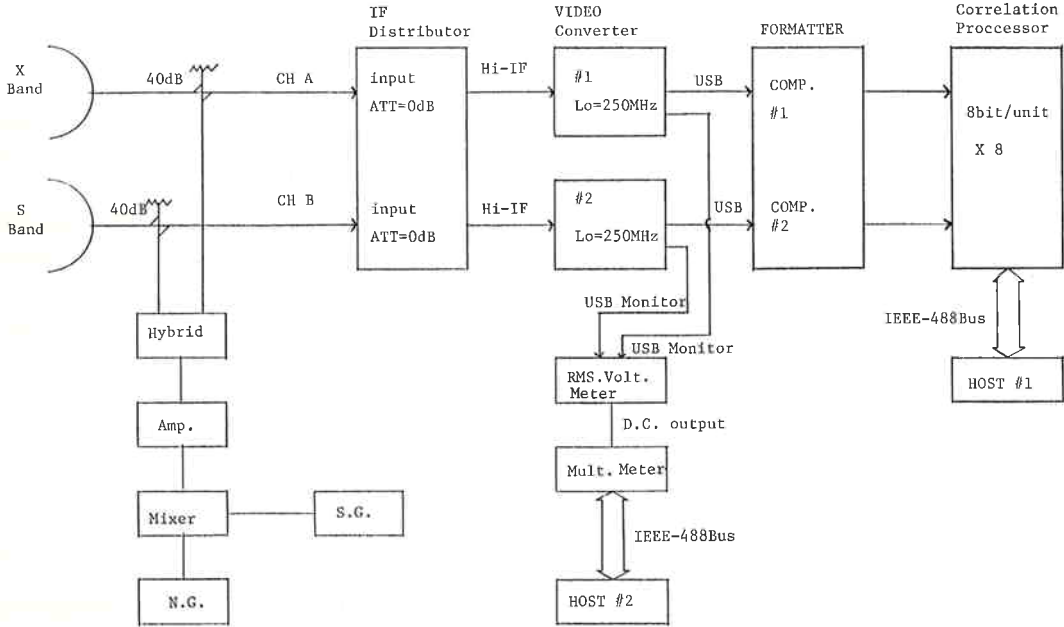 IF
Distributor
VIDEO
Converter
FORMATTER
Correlation
Proccessor
X
Band
40dB
CH A
input
ATT=0dB
Hi-IF
#1
Lo=250MHz
USB
COMP.
#1
8bit/unit
X 8
S
Band
40dB
CH B
input
ATT=0dB
Hi-IF
#2
Lo=250MHz
USB
COMP.
#2
USB Monitor
USB Monitor
IEEE-488Bus
Hybrid
RMS.Volt.
Meter
HOST #1
D.C. output
Amp.
Mult.Meter
Mixer
S.G.
IEEE-488Bus
N.G.
HOST #2